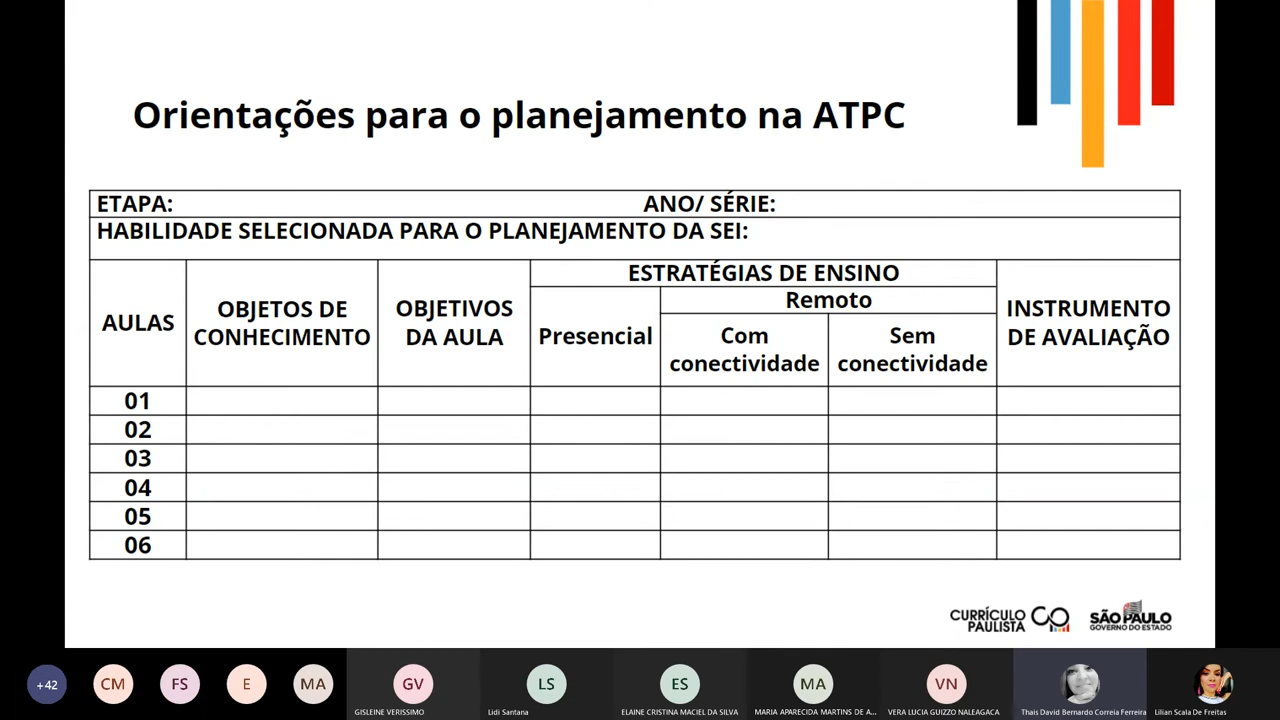 Orientações para o planejamento na ATPC
ETAPA: ANO/ SÉRIE:
HABILIDADE SELECIONADA PARA O PLANEJAMENTO DA SEI:
AULAS
OBJETOS DE
CONHECIMENTO
OBJETIVOS
DA AULA
ESTRATÉGIAS DE ENSINO
Presencial
Remoto
Com
conectividade
Sem
conectividade
INSTRUMENTO
DE AVALIAÇÃO
01
02
03
04
05
06
CURRÍCULO
PAULISTA
SÃO PAULO
GOVERNO DO ESTADO
+42
CM
FS
E
MA
GV
GISLEINE VERISSIMO
LS
Lidi Santana
ES
ELAINE CRISTINA MACIEL DA SILVA
MA
MARIA APARECIDA MARTINS DE A...
VN
VERA LUCIA GUIZZO NALEAGACA
Thais David Bernardo Correia Ferreira
Lilian Scala De Freitas